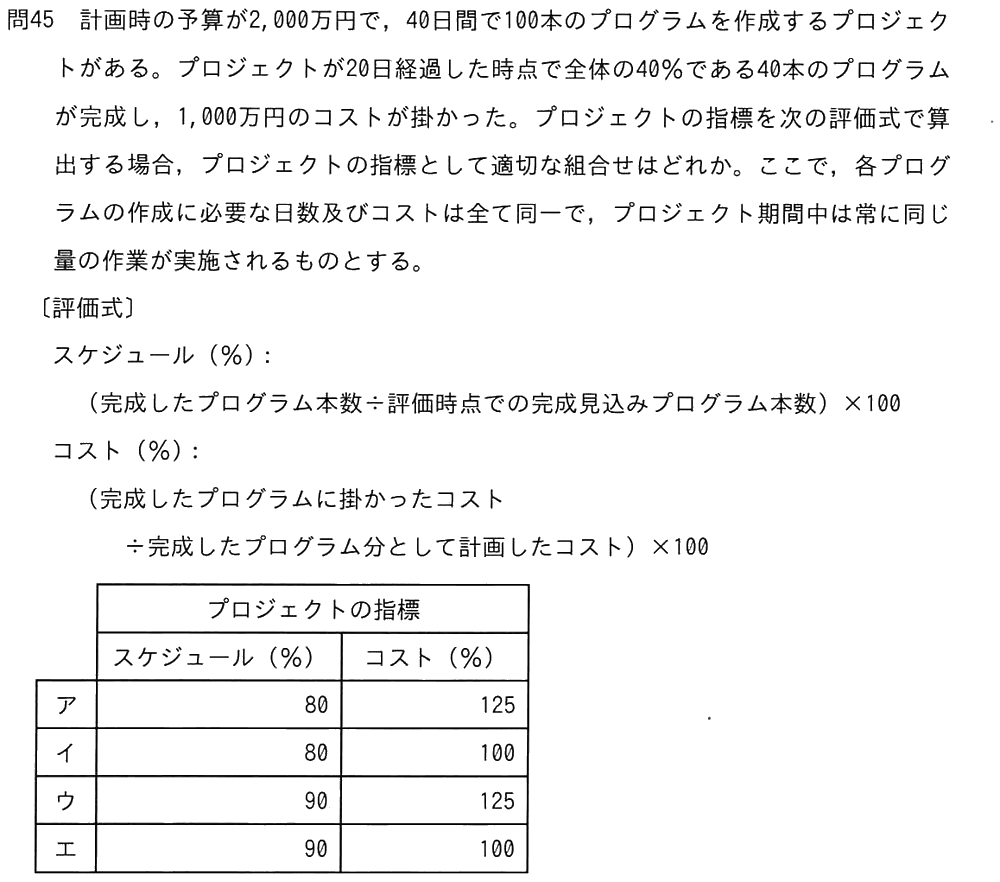 問45 計画時の予算が2,000万円で，40日間で100本のプログラムを作成するプロジェク
トがある。プロジェクトが20日経過した時点で全体の40％である40本のプログラム
が完成し，1,000万円のコストが掛かった。プロジェクトの指標を次の評価式で算
出する場合，プロジェクトの指標として適切な組合せはどれか。ここで，各プログ
ラムの作成に必要な日数及びコストは全て同一で，プロジェクト期間中は常に同じ
量の作業が実施されるものとする。
〔評価式〕
スケジュール（％）:
（完成したプログラム本数÷評価時点での完成見込みプログラム本数）×100
コスト（％）:
（完成したプログラムに掛かったコスト
÷完成したプログラム分として計画したコスト）×100
プロジェクトの指標
スケジュール（％） コスト（％）
ア 80 125
イ 80 100
ウ 90 125
エ 90 100